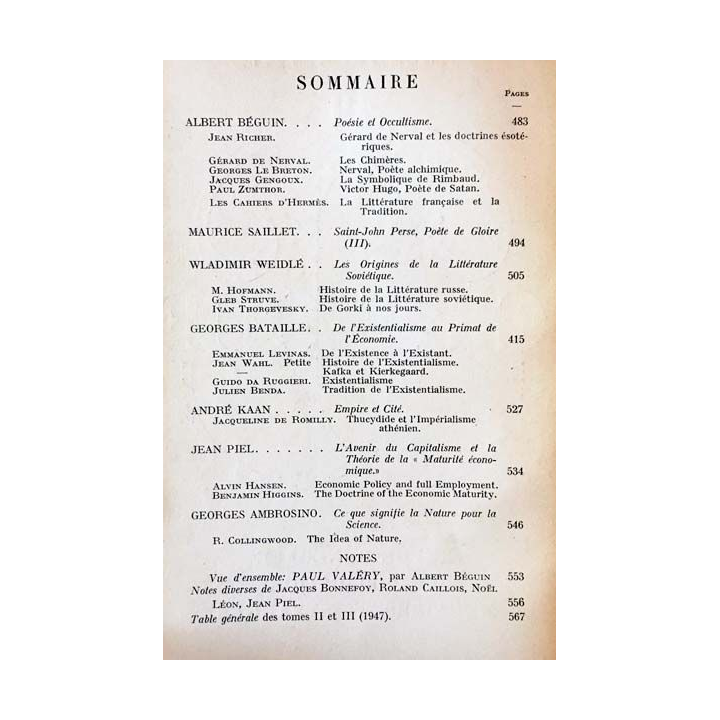 SOMMAIRE
PAGES
—
ALBERT BÉGUIN. . . . Poésie et Occultisme. 483
JEAN RICHER. Gérard de Nerval et les doctrines ésoté-
riques.
GÉRARD DE NERVAL. Les Chimères.
GEORGES LE BRETON. Nerval, Poète alchimique.
JACQUES GENGOUX. La Symbolique de Rimbaud.
PAUL ZUMTHOR. Victor Hugo, Poète de Satan.
LES CAHIERS D'HERMÈS. La Littérature française et la
Tradition.
MAURICE SAILLET. . . Saint-John Perse, Poète de Gloire
(III). 494
WLADIMIR WEIDLÉ . . Les Origines de la Littérature
Soviétique. 505
M. HOFMANN. Histoire de la Littérature russe.
GLEB STRUVE. Histoire de la Littérature soviétique.
IVAN THORGEVESKY. De Gorki à nos jours.
GEORGES BATAILLE. . De l'Existentialisme au Primat de
l'Économie. 415
EMMANUEL LEVINAS. De l'Existence à l'Existant.
JEAN WAHL. Petite Histoire de l'Existentialisme.
— Kafka et Kierkegaard.
GUIDO DA RUGGIERI. Existentialisme
JULIEN BENDA. Tradition de l'Existentialisme.
ANDRÉ KAAN . . . . . Empire et Cité. 527
JACQUELINE DE ROMILLY. Thucydide et l'Impérialisme
athénien.
JEAN PIEL. . . . . . . L'Avenir du Capitalisme et la
Théorie de la « Maturité écono-
mique.» 534
ALVIN HANSEN. Economic Policy and full Employment.
BENJAMIN HIGGINS. The Doctrine of the Economic Maturity.
GEORGES AMBROSINO. Ce que signifie la Nature pour la
Science. 546
R. COLLINGWOOD. The Idea of Nature.
NOTES
Vue d'ensemble: PAUL VALÉRY, par ALBERT BÉGUIN 553
Notes diverses de JACQUES BONNEFOY, ROLAND CAILLOIS, NOËL
LÉON, JEAN PIEL. 556
Table générale des tomes II et III (1947). 567